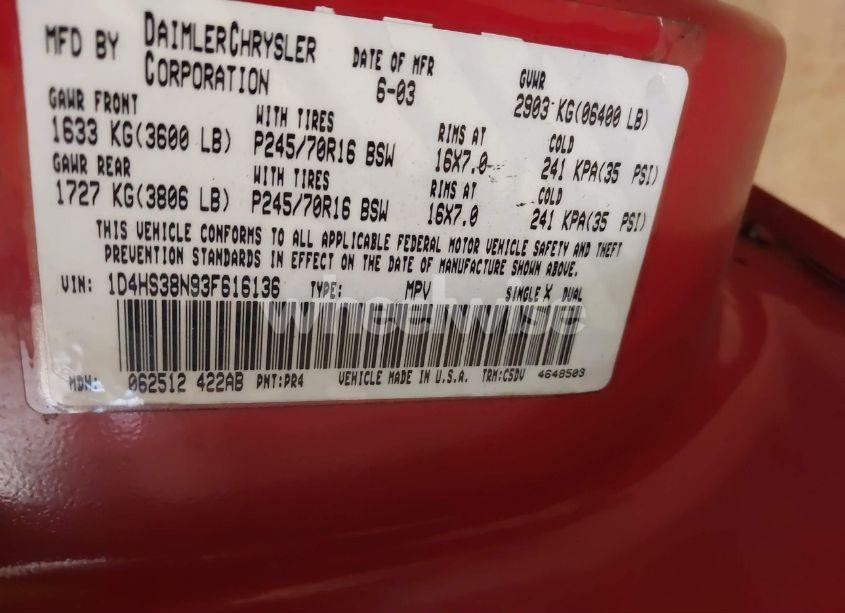 MFD BY DAIMLERCHRYSLER CORPORATION DATE OF MFR 6-03 GVWR 2903 KG(06400 LB)
GAWR FRONT WITH TIRES RIMS AT COLD
1633 KG(3600 LB) P245/70R16 BSW 16X7.0 241 KPA(35 PSI)
GAWR REAR WITH TIRES RIMS AT COLD
1727 KG(3806 LB) P245/70R16 BSW 16X7.0 241 KPA(35 PSI)
THIS VEHICLE CONFORMS TO ALL APPLICABLE FEDERAL MOTOR VEHICLE SAFETY AND THEFT
PREVENTION STANDARDS IN EFFECT ON THE DATE OF MANUFACTURE SHOWN ABOVE.
VIN: 1D4HS38N93F616136 TYPE: MPV SINGLE X DUAL
wheelwise
MDH: 062512 422AB PNT:PR4 VEHICLE MADE IN U.S.A. TRM:C5DV 4648503